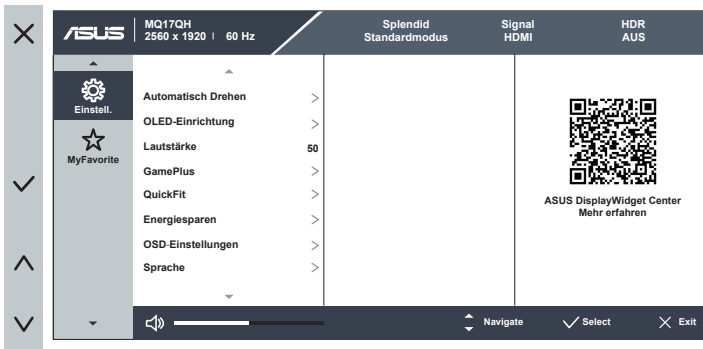 ASUS
MQ17QH
2560 x 1920 | 60 Hz
Splendid
Standardmodus
Signal
HDMI
HDR
AUS
Einstell.
MyFavorite
Automatisch Drehen
OLED-Einrichtung
Lautstärke 50
GamePlus
QuickFit
Energiesparen
OSD-Einstellungen
Sprache
ASUS DisplayWidget Center
Mehr erfahren
Navigate
Select
Exit